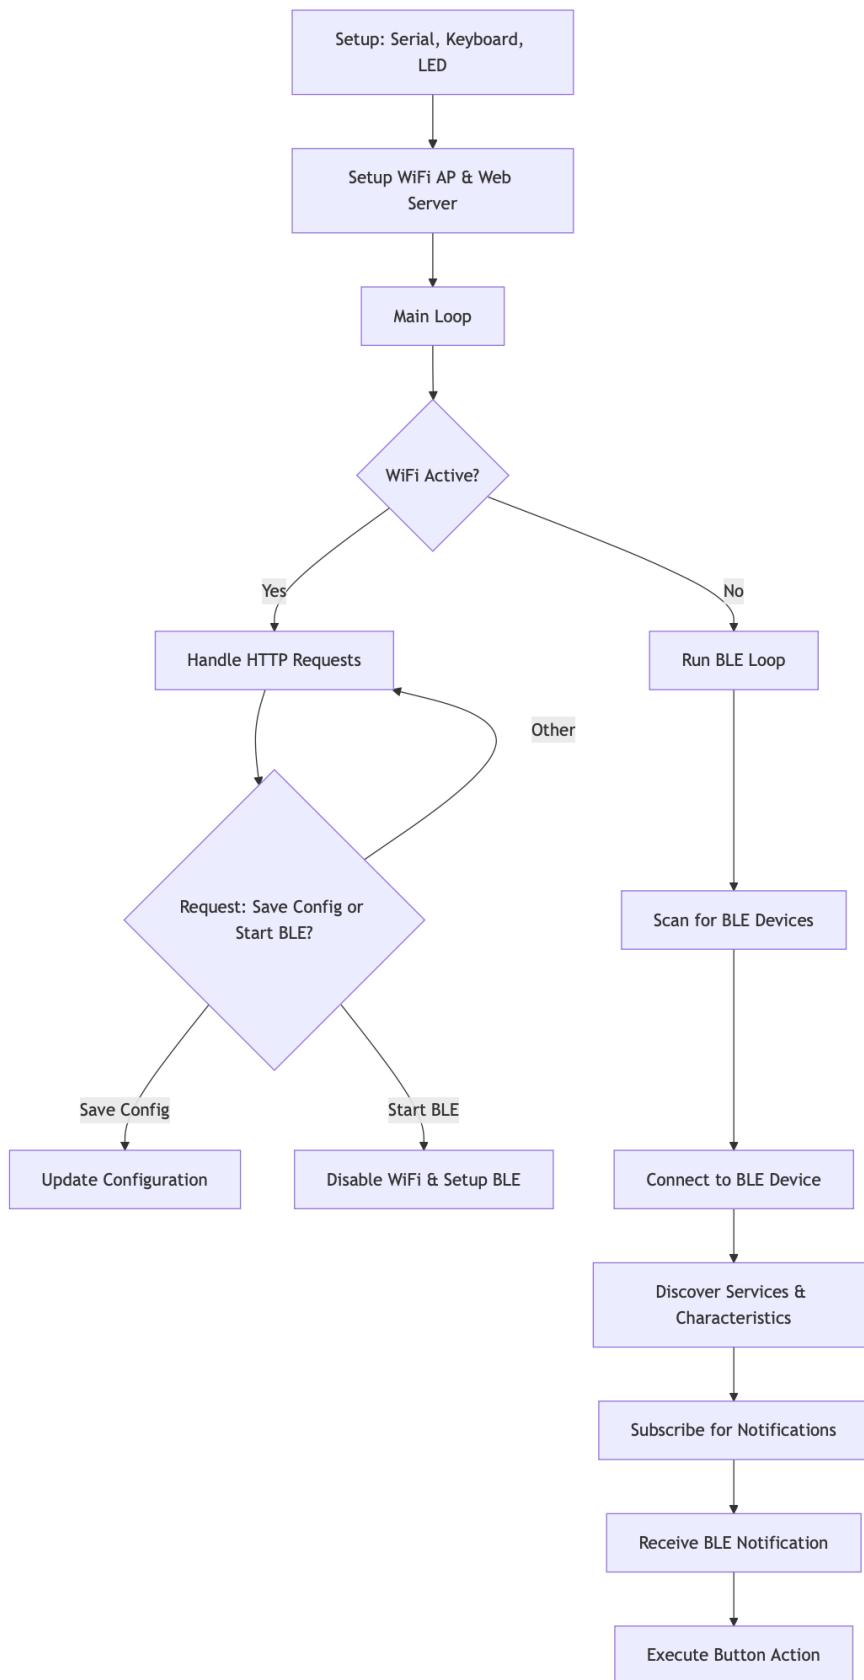 Setup: Serial, Keyboard,
LED
Setup WiFi AP & Web
Server
Main Loop
WiFi Active?
Yes
No
Handle HTTP Requests
Run BLE Loop
Other
Request: Save Config or
Start BLE?
Scan for BLE Devices
Save Config
Start BLE
Update Configuration
Disable WiFi & Setup BLE
Connect to BLE Device
Discover Services &
Characteristics
Subscribe for Notifications
Receive BLE Notification
Execute Button Action